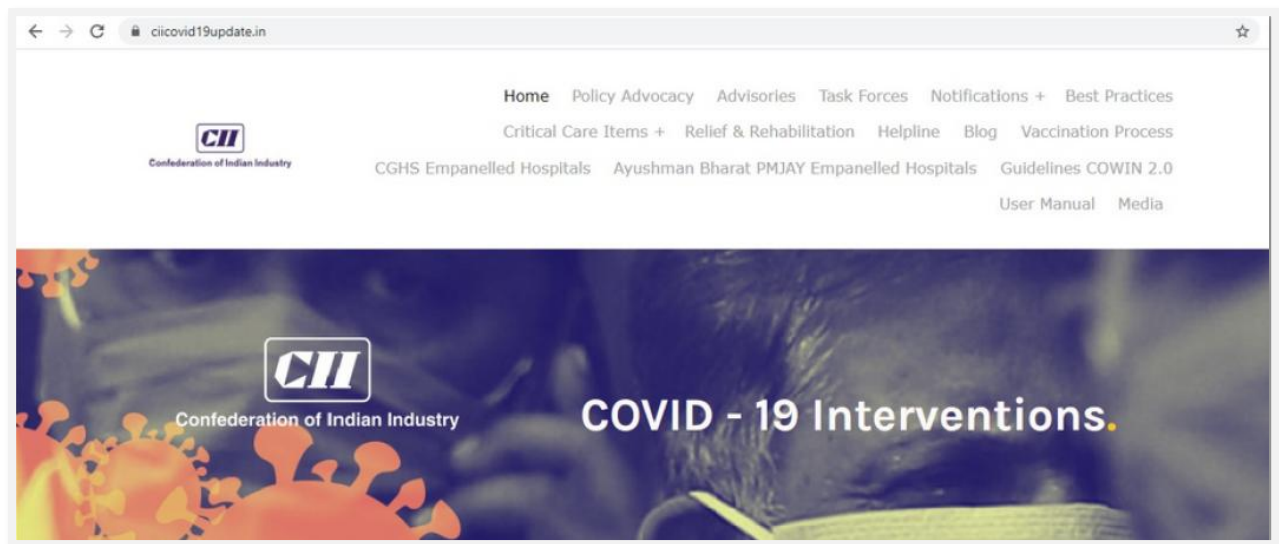 ciicovid19update.in
Home Policy Advocacy Advisories Task Forces Notifications + Best Practices
CII
Critical Care Items + Relief & Rehabilitation Helpline Blog Vaccination Process
Confederation of Indian Industry
CGHS Empanelled Hospitals Ayushman Bharat PMJAY Empanelled Hospitals Guidelines COWIN 2.0
User Manual Media
CII
Confederation of Indian Industry
COVID - 19 Interventions.